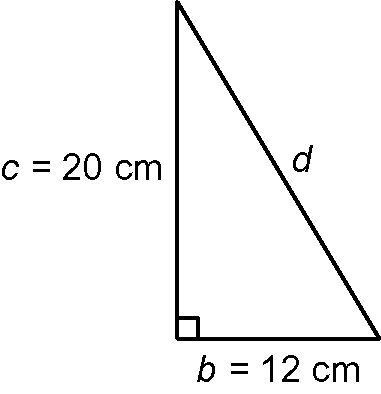 d
c = 20 cm
b = 12 cm